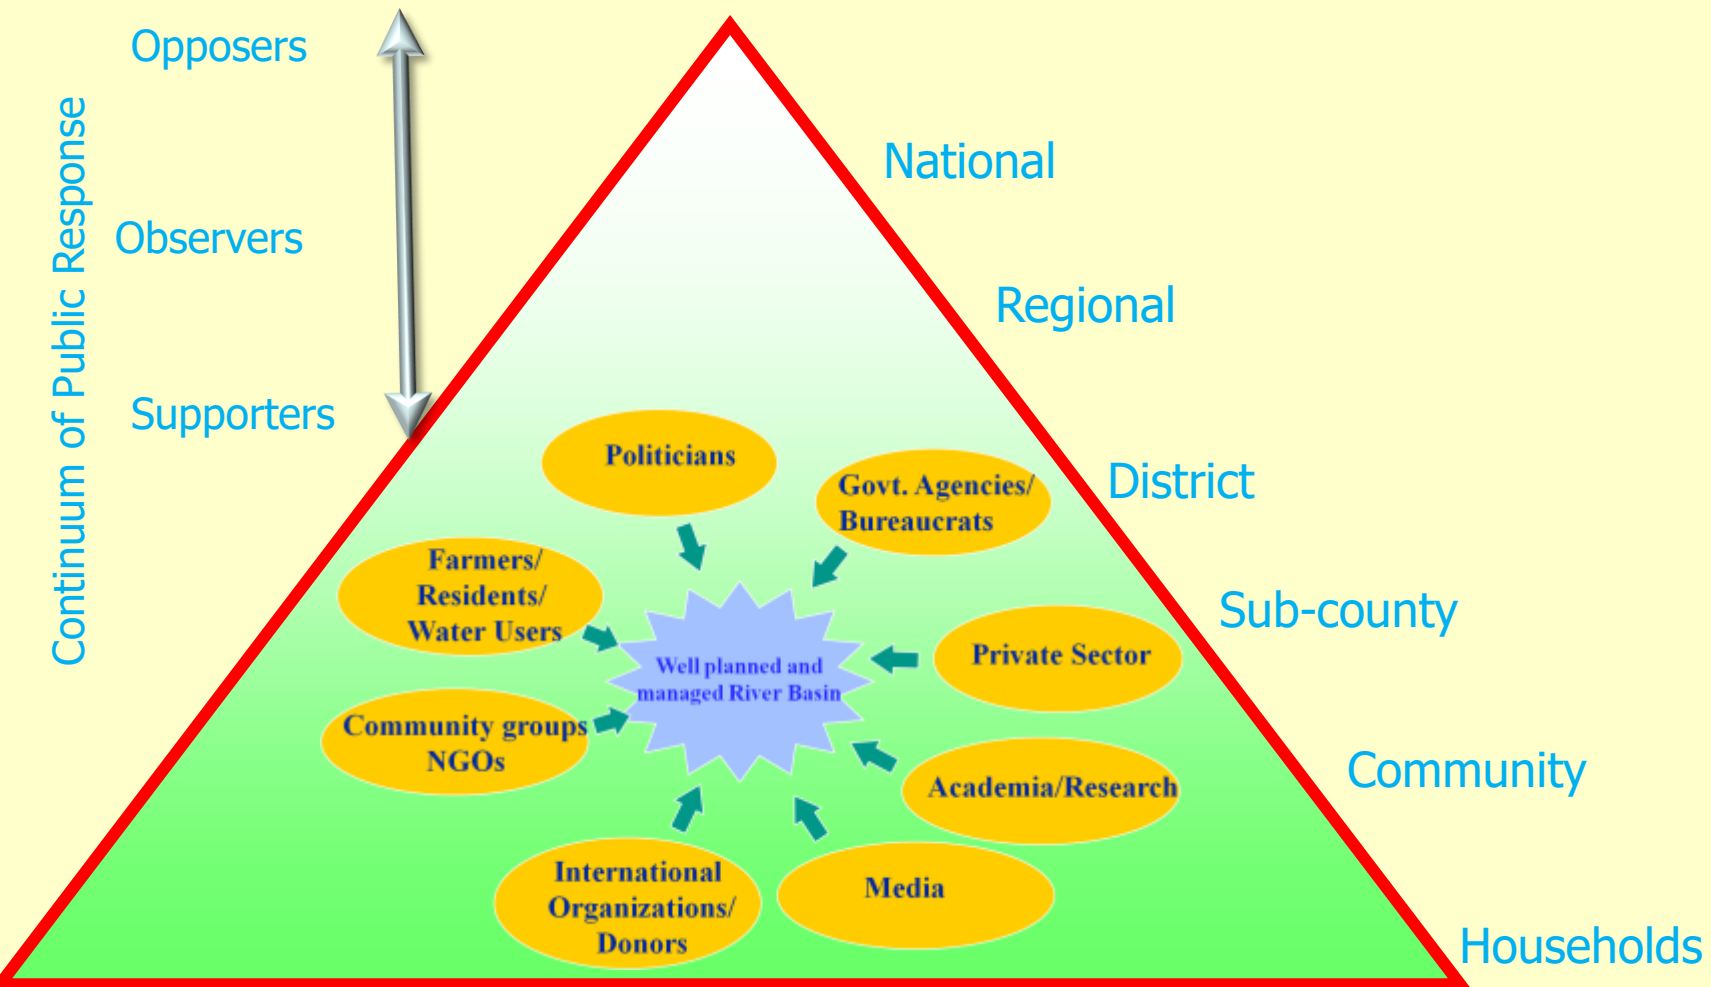 Opposers
Observers
Supporters
Continuum of Public Response
National
Regional
District
Sub-county
Community
Households
Politicians
Govt. Agencies/
Bureaucrats
Farmers/
Residents/
Water Users
Private Sector
Well planned and
managed River Basin
Community groups
NGOs
Academia/Research
International
Organizations/
Donors
Media